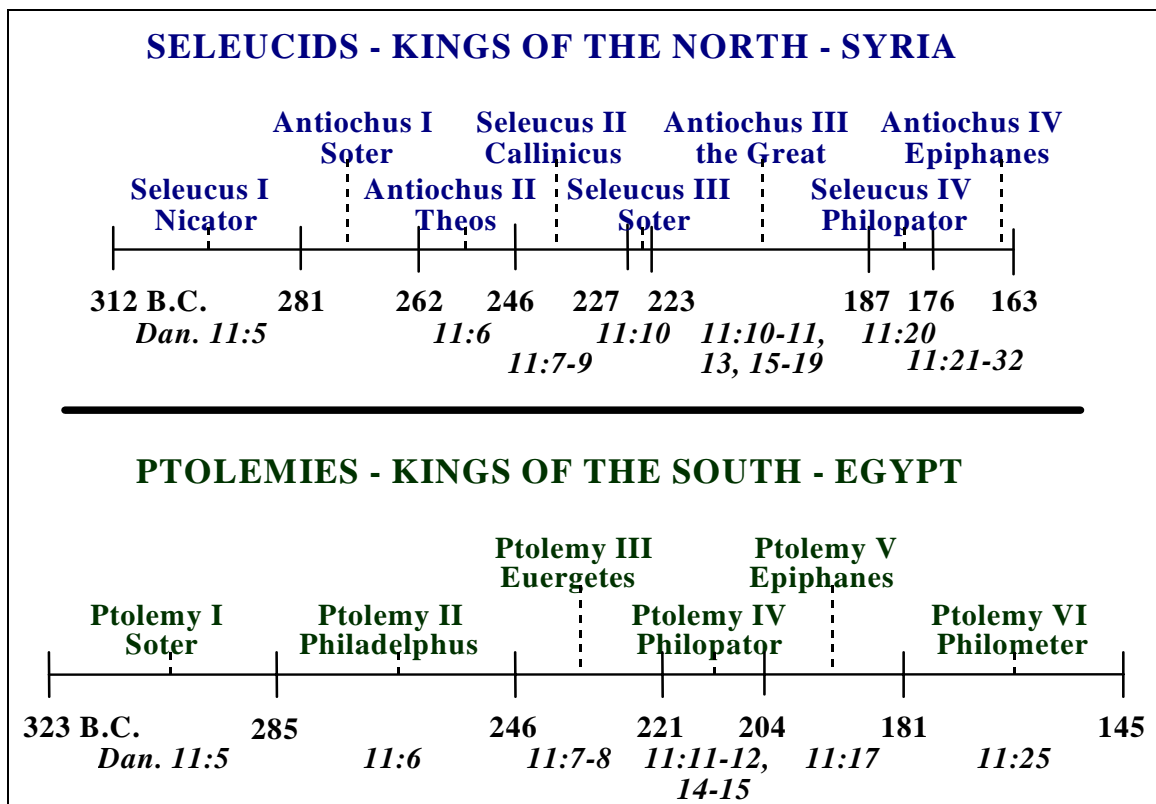 SELEUCIDS - KINGS OF THE NORTH - SYRIA
Antiochus I Seleucus II Antiochus III Antiochus IV
Soter Callinicus the Great Epiphanes
Seleucus I Antiochus II Seleucus III Seleucus IV
Nicator Theos Soter Philopator
312 B.C. 281 262 246 227 223 187 176 163
Dan. 11:5 11:6 11:10 11:10-11, 11:20
11:7-9 13, 15-19 11:21-32
PTOLEMIES - KINGS OF THE SOUTH - EGYPT
Ptolemy III Ptolemy V
Euergetes Epiphanes
Ptolemy I Ptolemy II Ptolemy IV Ptolemy VI
Soter Philadelphus Philopator Philometer
323 B.C. 285 246 221 204 181 145
Dan. 11:5 11:6 11:7-8 11:11-12, 11:17 11:25
14-15